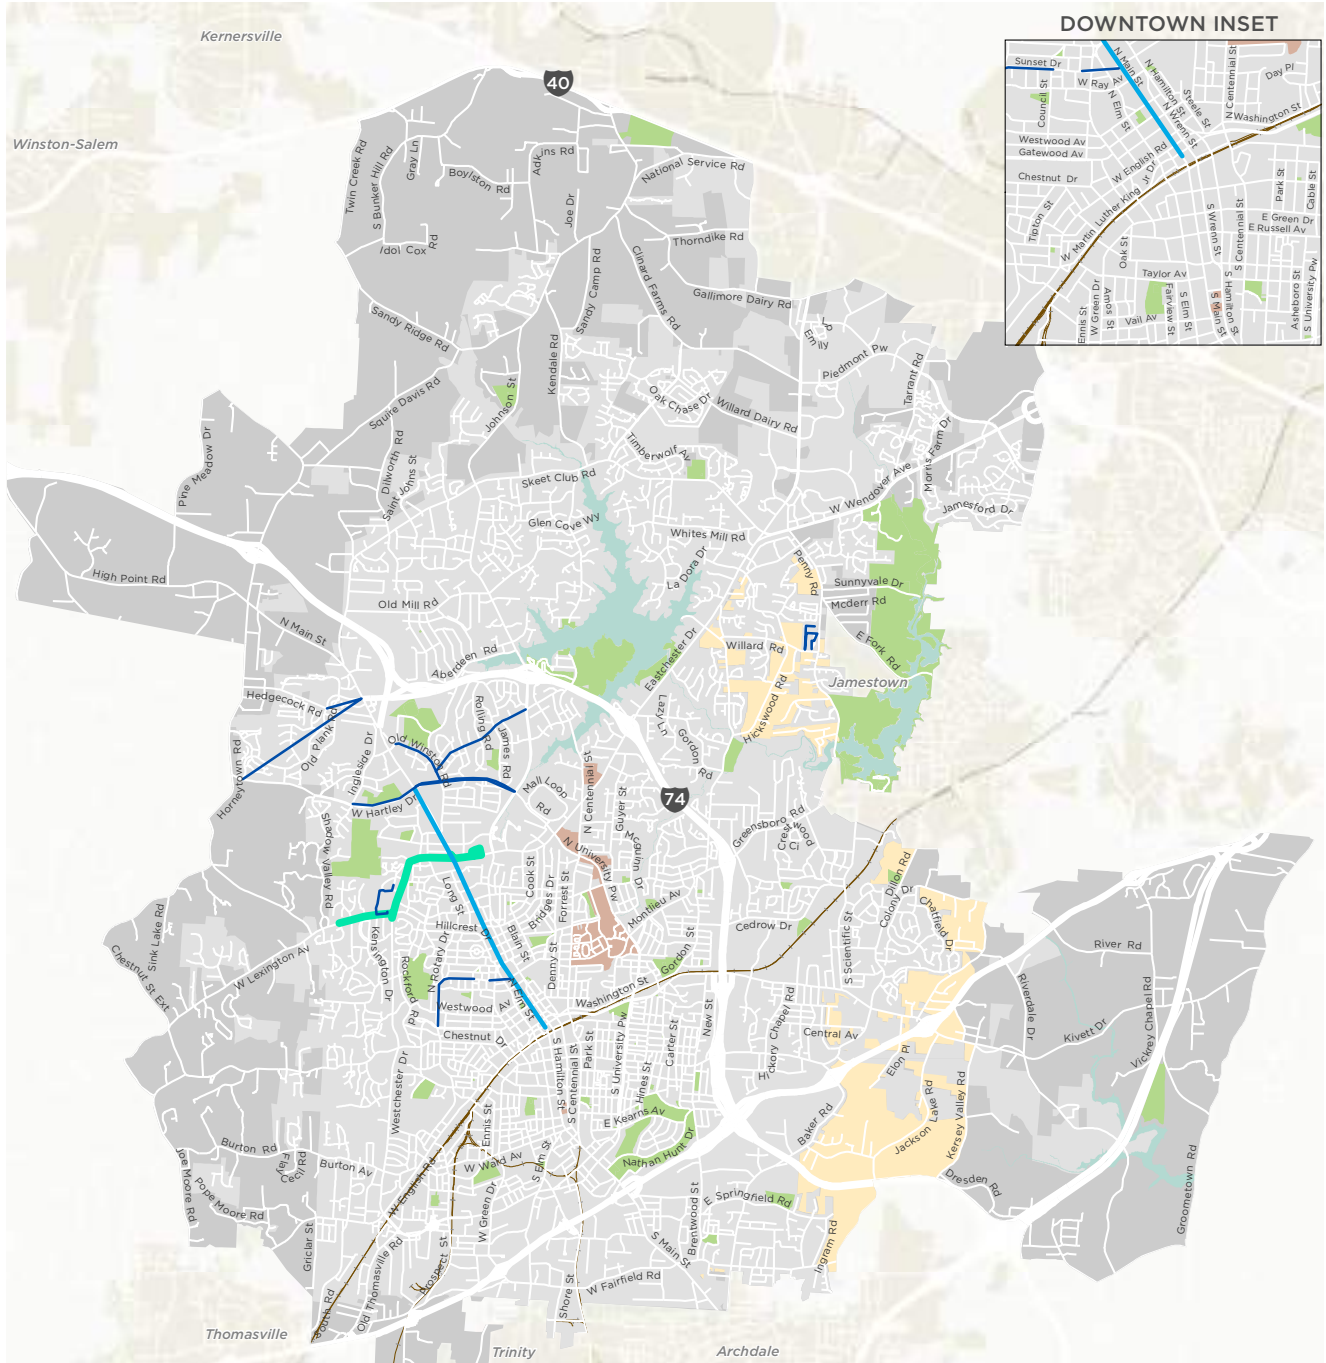 DOWNTOWN INSET
Sunset Dr
W Ray Av
N Main St
N Hamilton St
Steele St
N Wrenn St
N Centennial St
Day Pl
Washington St
Council St
N Elm St
Westwood Av
Gatewood Av
W English Rd
Chestnut Dr
W Martin Luther King Jr Dr
Tipton St
Oak St
Park St
Cable St
S Wrenn St
S Centennial St
E Green Dr
E Russell Av
Taylor Av
Ennis St
W Green Dr
Amos St
Vail Av
Fairview St
S Elm St
S Main St
S Hamilton St
Asheboro St
S University Pw
Kernersville
40
Winston-Salem
Twin Creek Rd
S Bunker Hill Rd
Gray Ln
Boylston Rd
Adkins Rd
National Service Rd
Joe Dr
Idol Cox Rd
Thorndike Rd
Sandy Camp Rd
Clinard Farms Rd
Gallimore Dairy Rd
Sandy Ridge Rd
Kendale Rd
Piedmont Pw
Tarrant Rd
Squire Davis Rd
Johnson St
Oak Chase Dr
Willard Dairy Rd
Pine Meadow Dr
Dilworth Rd
Saint Johns St
Timberwolf Av
Morris Farm Dr
Skeet Club Rd
W Wendover Ave
Jamesford Dr
Glen Cove Wy
Whites Mill Rd
La Dora Dr
Penny Rd
Sunnyvale Dr
High Point Rd
Old Mill Rd
Mcderr Rd
N Main St
Aberdeen Rd
Eastchester Dr
Willard Rd
E Fork Rd
Jamestown
Hedgecock Rd
Old Plank Rd
Rolling Rd
James Rd
Lazy Ln
Hickswood Rd
Horneytown Rd
Ingleside Dr
Old Winston Rd
Gordon Rd
W Hartley Dr
Mall Loop Rd
N Centennial St
Guyer St
74
Greensboro Rd
Crestwood Ci
Shadow Valley Rd
N University Pw
Mcguinn Dr
Dillon Rd
Cook St
Long St
Bridges Dr
Forrest St
Montlieu Av
Colony Dr
Chatfield Dr
Sink Lake Rd
Chestnut St Ext
W Lexington Av
Kensington Dr
Hillcrest Dr
N Rotary Dr
Blain St
Denny St
Cedrow Dr
Gordon St
S Scientific St
River Rd
Rockford Rd
Westwood Av
N Elm St
Washington St
Riverdale Dr
Vickrey Chapel Rd
Chestnut Dr
S Hamilton St
S Centennial St
Park St
S University Pw
Carter St
New St
Hickory Chapel Rd
Central Av
Kivett Dr
Elon Pl
Westchester Dr
Hines St
E Kearns Av
Baker Rd
Jackson Lake Rd
Kersey Valley Rd
Ennis St
Burton Rd
Flay Cecil Rd
Burton Av
W Ward Av
S Elm St
Nathan Hunt Dr
Dresden Rd
Groometown Rd
Joe Moore Rd
Pope Moore Rd
W English Rd
W Green Dr
E Springfield Rd
Brentwood St
Griclar St
Prospect St
S Main St
Ingram Rd
South Rd
Old Thomasville Rd
Shore St
W Fairfield Rd
Thomasville
Trinity
Archdale